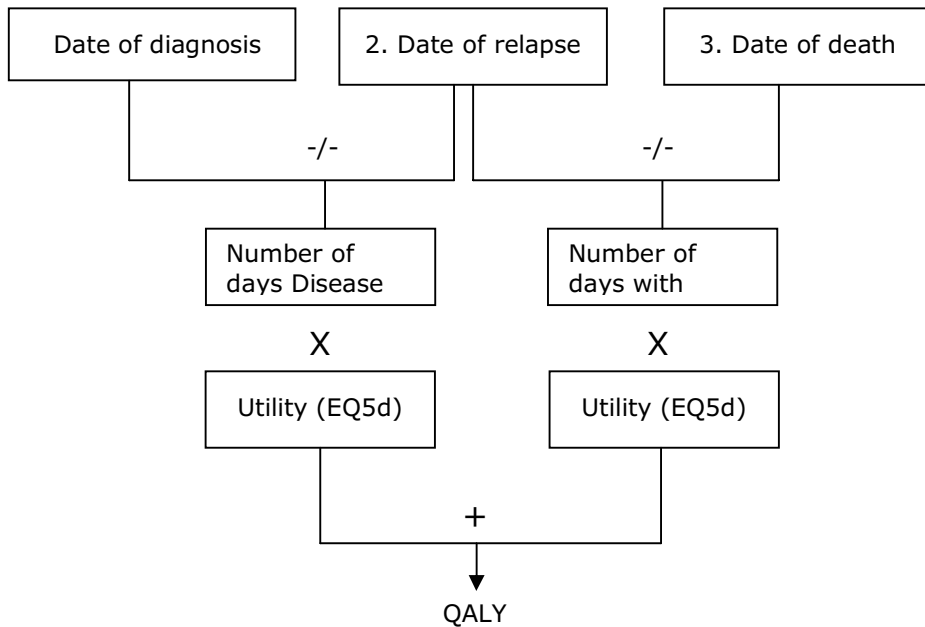 Date of diagnosis
2. Date of relapse
3. Date of death
-/-
-/-
Number of
days Disease
Number of
days with
X
X
Utility (EQ5d)
Utility (EQ5d)
+
QALY